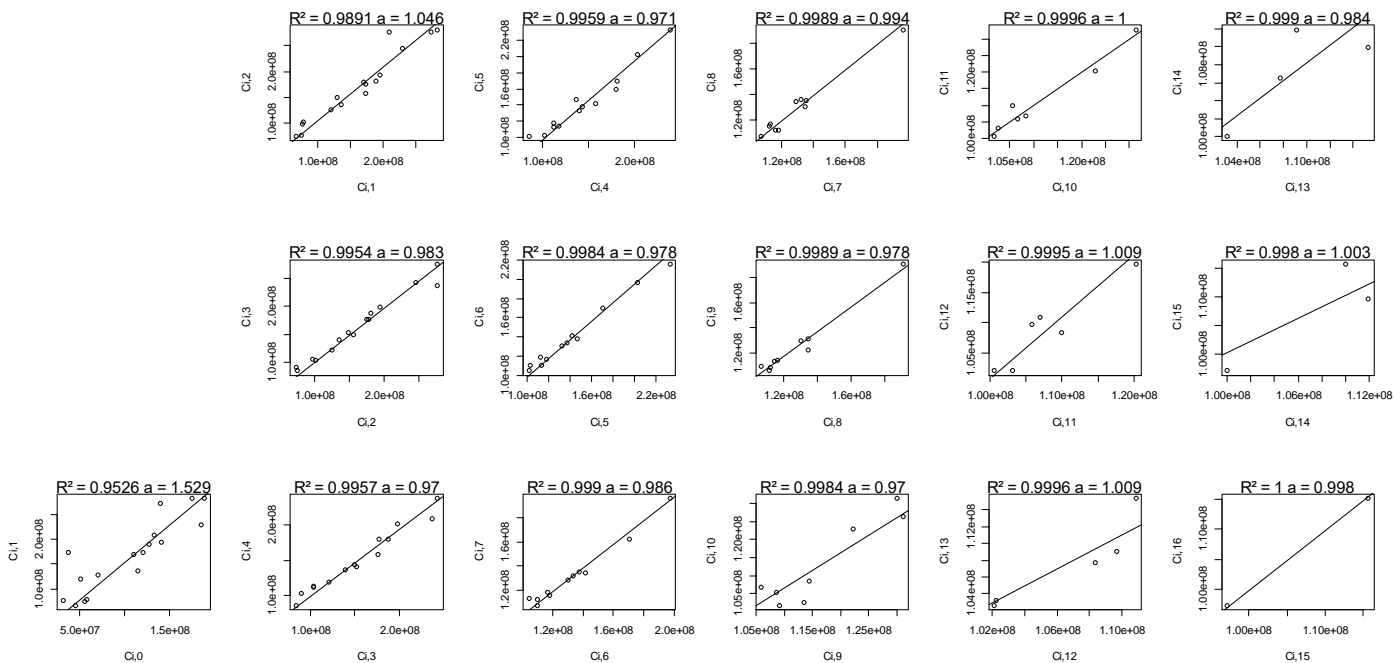 R² = 0.9891 a = 1.046
Ci,2
1.0e+08 2.0e+08
1.0e+08 2.0e+08
Ci,1
R² = 0.9959 a = 0.971
Ci,5
1.0e+08 1.6e+08 2.2e+08
1.0e+08 2.0e+08
Ci,4
R² = 0.9989 a = 0.994
Ci,8
1.2e+08 1.6e+08
1.2e+08 1.6e+08
Ci,7
R² = 0.9996 a = 1
Ci,11
1.00e+08 1.20e+08
1.05e+08 1.20e+08
Ci,10
R² = 0.999 a = 0.984
Ci,14
1.00e+08 1.08e+08
1.04e+08 1.10e+08
Ci,13
R² = 0.9954 a = 0.983
Ci,3
1.0e+08 2.0e+08
1.0e+08 2.0e+08
Ci,2
R² = 0.9984 a = 0.978
Ci,6
1.0e+08 1.6e+08 2.2e+08
1.0e+08 1.6e+08 2.2e+08
Ci,5
R² = 0.9989 a = 0.978
Ci,9
1.2e+08 1.6e+08
1.2e+08 1.6e+08
Ci,8
R² = 0.9995 a = 1.009
Ci,12
1.05e+08 1.15e+08
1.00e+08 1.10e+08 1.20e+08
Ci,11
R² = 0.998 a = 1.003
Ci,15
1.00e+08 1.10e+08
1.00e+08 1.06e+08 1.12e+08
Ci,14
R² = 0.9526 a = 1.529
Ci,1
1.0e+08 2.0e+08
5.0e+07 1.5e+08
Ci,0
R² = 0.9957 a = 0.97
Ci,4
1.0e+08 2.0e+08
1.0e+08 2.0e+08
Ci,3
R² = 0.999 a = 0.986
Ci,7
1.2e+08 1.6e+08
1.2e+08 1.6e+08 2.0e+08
Ci,6
R² = 0.9984 a = 0.97
Ci,10
1.05e+08 1.20e+08
1.05e+08 1.15e+08 1.25e+08
Ci,9
R² = 0.9996 a = 1.009
Ci,13
1.04e+08 1.12e+08
1.02e+08 1.06e+08 1.10e+08
Ci,12
R² = 1 a = 0.998
Ci,16
1.00e+08 1.10e+08
1.00e+08 1.10e+08
Ci,15